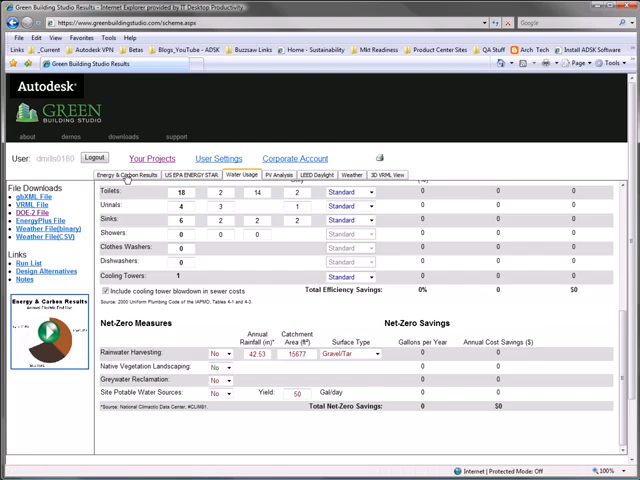 Green Building Studio Results - Internet Explorer provided by IT Desktop Productivity
https://www.greenbuildingstudio.com/scheme.aspx
Google
File Edit View Favorites Tools Help
Links _Current Autodesk VPN Betas Blogs_YouTube - ADSK Buzzsaw Links Home - Sustainability Mkt Readiness Product Center Sites QA Stuff Arch Tech Install ADSK Software
Green Building Studio Results
Page Tools
Autodesk
GREEN
BUILDING STUDIO
about demos downloads support
User: dmills0180 Logout Your Projects User Settings Corporate Account
Energy & Carbon Results US EPA ENERGY STAR Water Usage PV Analysis LEED Daylight Weather 3D VRML View
File Downloads
gbXML File
VRML File
DOE-2 File
EnergyPlus File
Weather File(binary)
Weather File(CSV)
Links
Run List
Design Alternatives
Notes
Energy & Carbon Results
(%)
Toilets: 18 2 14 2 Standard 0 0 0
Urinals: 4 3 1 Standard 0 0 0
Sinks: 6 2 2 2 Standard 0 0 0
Showers: 0 0 0 Standard 0 0 0
Clothes Washers: 0 Standard 0 0 0
Dishwashers: 0 Standard 0 0 0
Cooling Towers: 1 Standard 0 0 0
Include cooling tower blowdown in sewer costs Total Efficiency Savings: 0% 0 $0
Source: 2000 Uniform Plumbing Code of the IAPMO, Tables 4-1 and 4-3.
Net-Zero Measures Net-Zero Savings
Annual Rainfall (in)* Catchment Area (ft²) Surface Type Gallons per Year Annual Cost Savings ($)
Rainwater Harvesting: No 42.53 15677 Gravel/Tar 0 0
Native Vegetation Landscaping: No 0 0
Greywater Reclamation: No 0 0
Site Potable Water Sources: No Yield: 50 Gal/day 0 0
*Source: National Climactic Data Center, #CLIM81. Total Net-Zero Savings: 0 $0
Internet | Protected Mode: Off 100%